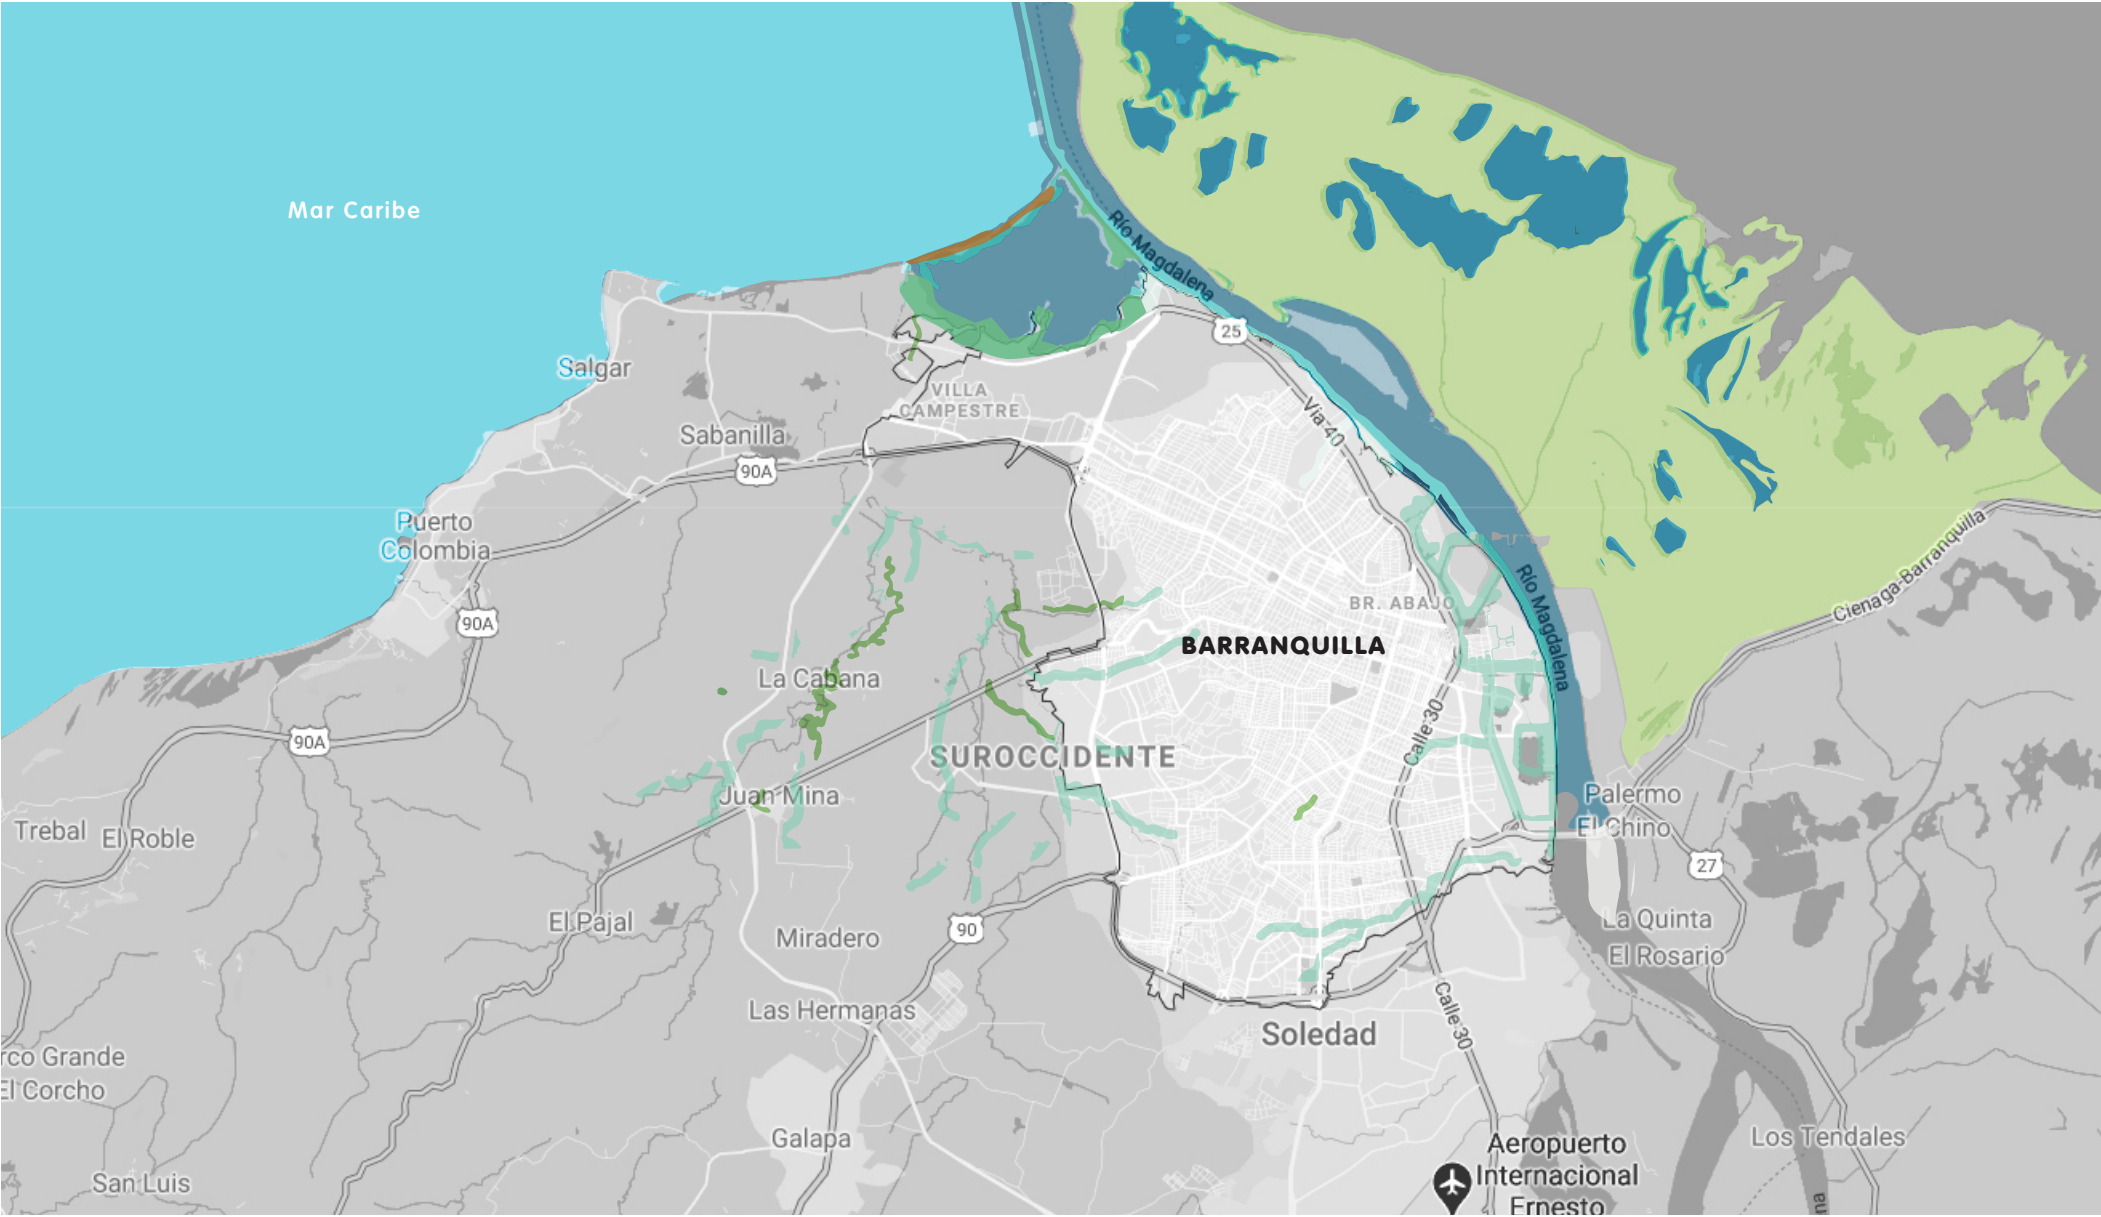 Mar Caribe
Río Magdalena
25
Salgar
VILLA
CAMPESTRE
Via 40
Sabanilla
90A
Puerto
Colombia
Cienaga-Barranquilla
90A
BR. ABAJO
Río Magdalena
BARRANQUILLA
La Cabana
90A
Calle 30
SUROCCIDENTE
Juan Mina
Palermo
El Chino
Trebal
El Roble
27
El Pajal
90
Miradero
La Quinta
El Rosario
Las Hermanas
Calle 30
Soledad
rco Grande
El Corcho
Galapa
Aeropuerto
Internacional
Ernesto
Los Tendales
San Luis
na